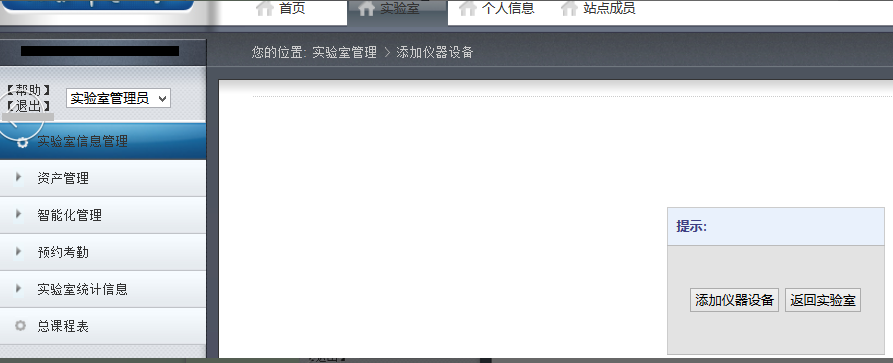 首页 实验室 个人信息 站点成员
您的位置: 实验室管理 > 添加仪器设备
【帮助】
【退出】
实验室管理员
实验室信息管理
资产管理
智能化管理
预约考勤
实验室统计信息
总课程表
提示:
添加仪器设备 返回实验室